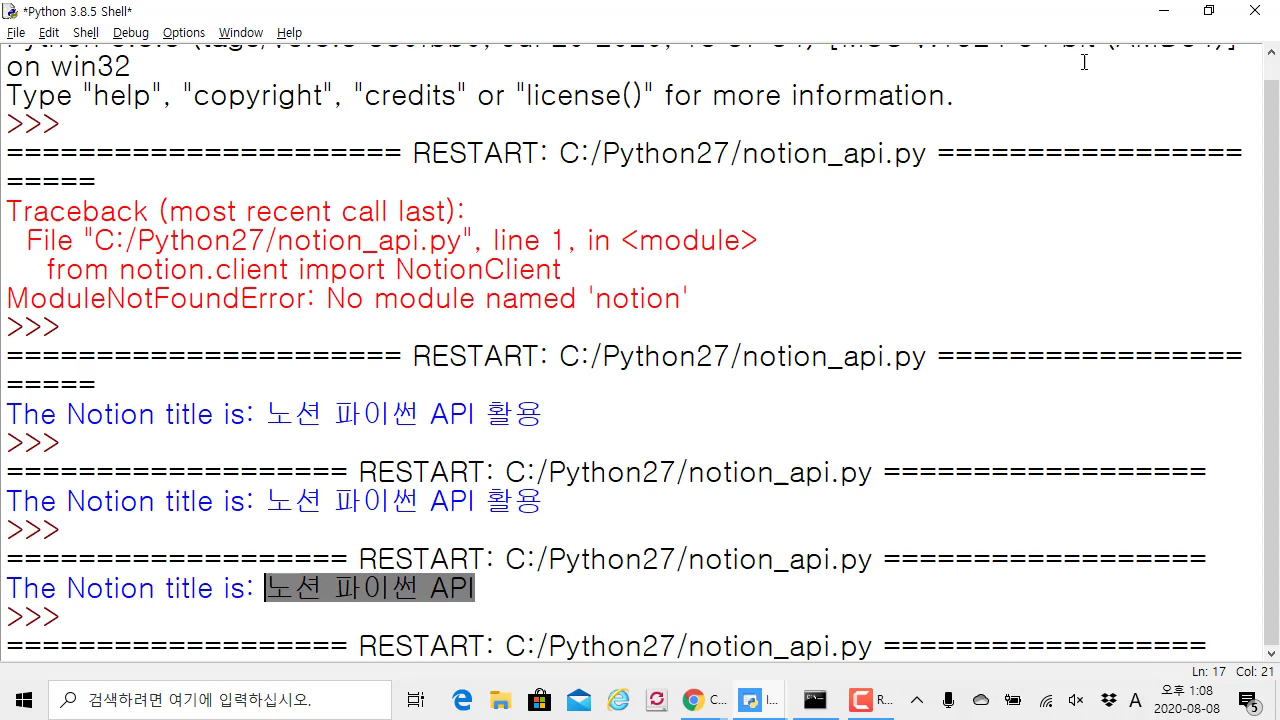 *Python 3.8.5 Shell*
File Edit Shell Debug Options Window Help
on win32
Type "help", "copyright", "credits" or "license()" for more information.
>>>
====================== RESTART: C:/Python27/notion_api.py =================
=====
Traceback (most recent call last):
File "C:/Python27/notion_api.py", line 1, in <module>
from notion.client import NotionClient
ModuleNotFoundError: No module named 'notion'
>>>
====================== RESTART: C:/Python27/notion_api.py =================
=====
The Notion title is: 노션 파이썬 API 활용
>>>
=================== RESTART: C:/Python27/notion_api.py ==================
The Notion title is: 노션 파이썬 API 활용
>>>
=================== RESTART: C:/Python27/notion_api.py ==================
The Notion title is: 노션 파이썬 API
>>>
=================== RESTART: C:/Python27/notion_api.py ==================
Ln: 17 Col: 21
검색하려면 여기에 입력하십시오.
C...
I...
R...
A
오후 1:08
2020-08-08
5